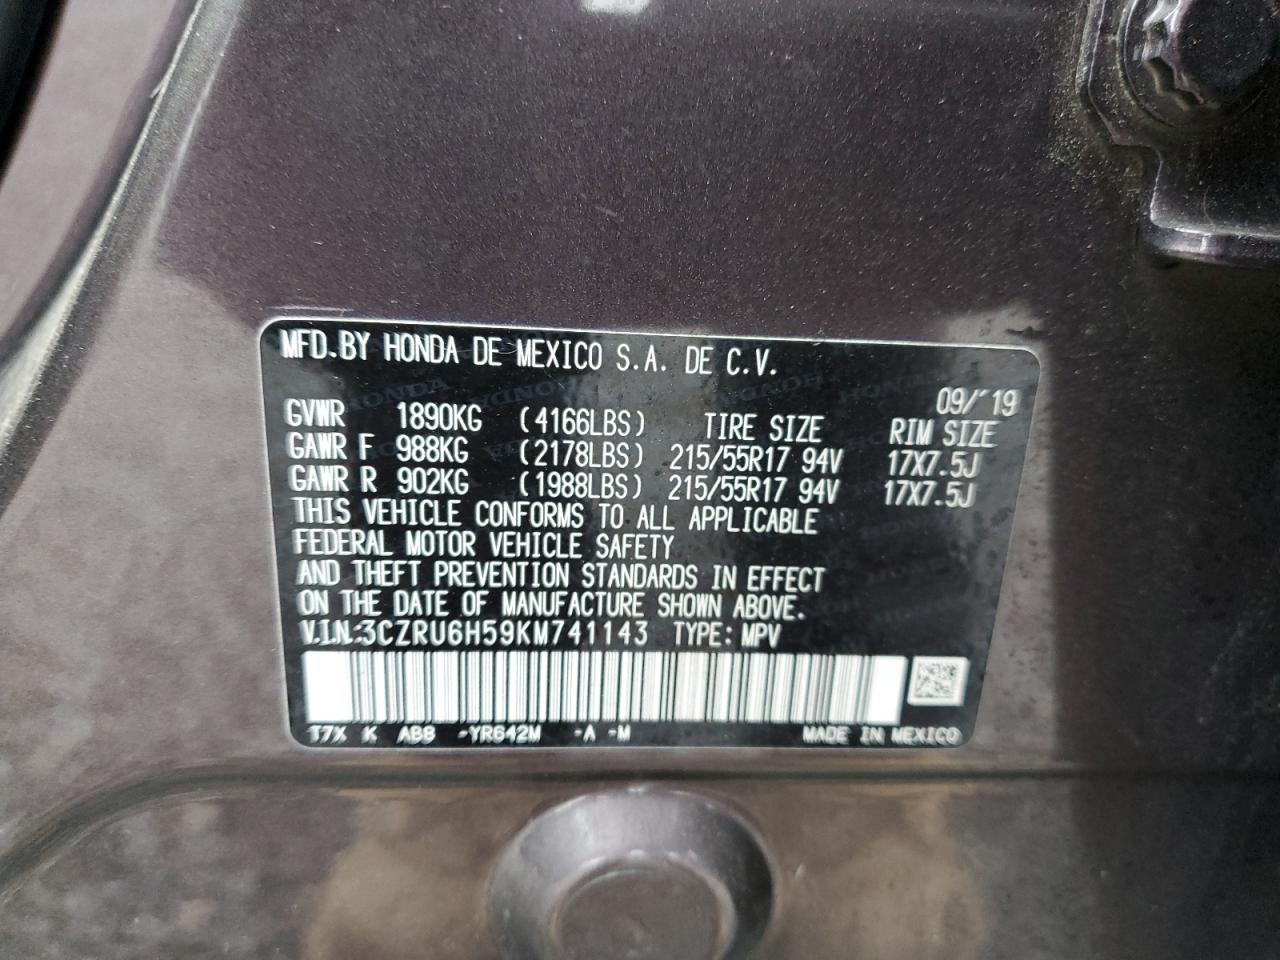 MFD.BY HONDA DE MEXICO S.A. DE C.V.
09/'19
GVWR 1890KG (4166LBS) TIRE SIZE RIM SIZE
GAWR F 988KG (2178LBS) 215/55R17 94V 17X7.5J
GAWR R 902KG (1988LBS) 215/55R17 94V 17X7.5J
THIS VEHICLE CONFORMS TO ALL APPLICABLE
FEDERAL MOTOR VEHICLE SAFETY
AND THEFT PREVENTION STANDARDS IN EFFECT
ON THE DATE OF MANUFACTURE SHOWN ABOVE.
V.I.N.:3CZRU6H59KM741143 TYPE: MPV
T7X K AB8 -YR642M -A -M MADE IN MEXICO